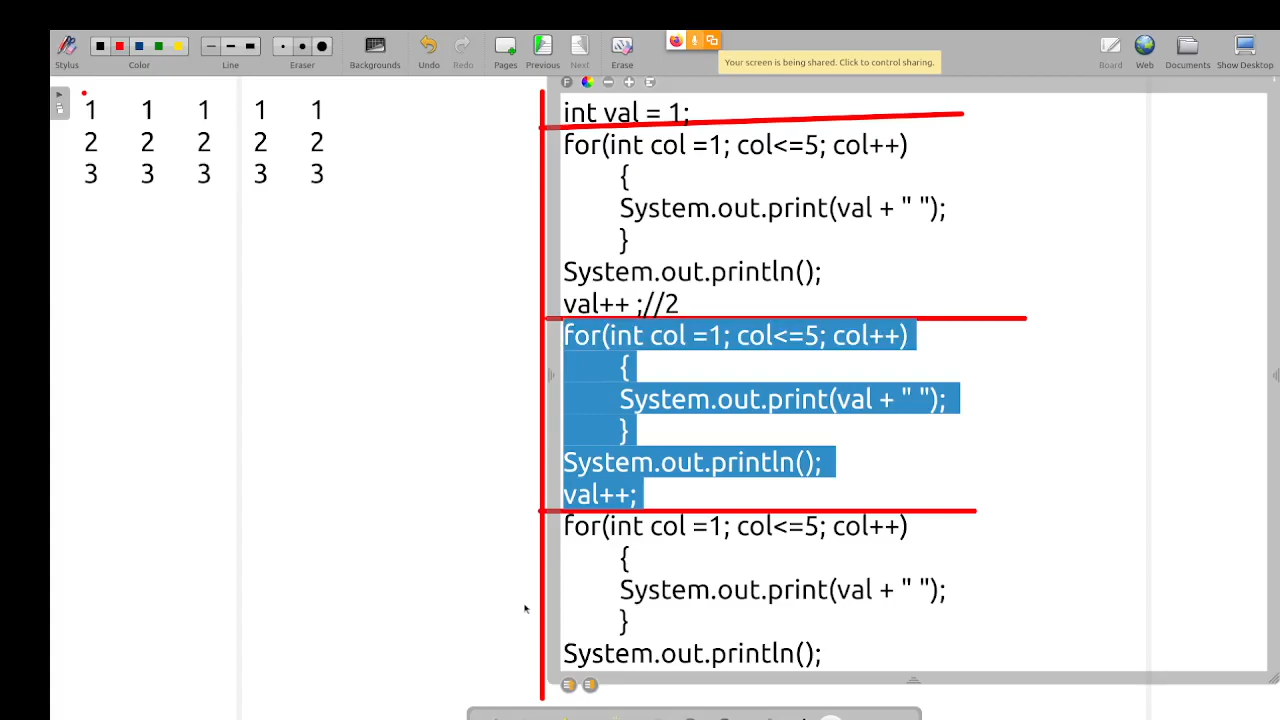 Stylus
Color
Line
Eraser
Backgrounds
Undo
Redo
Pages
Previous
Next
Erase
Your screen is being shared. Click to control sharing.
Board
Web
Documents
Show Desktop
1 1 1 1 1
2 2 2 2 2
3 3 3 3 3
int val = 1;
for(int col =1; col<=5; col++)
{
System.out.print(val + " ");
}
System.out.println();
val++ ;//2
for(int col =1; col<=5; col++)
{
System.out.print(val + " ");
}
System.out.println();
val++;
for(int col =1; col<=5; col++)
{
System.out.print(val + " ");
}
System.out.println();